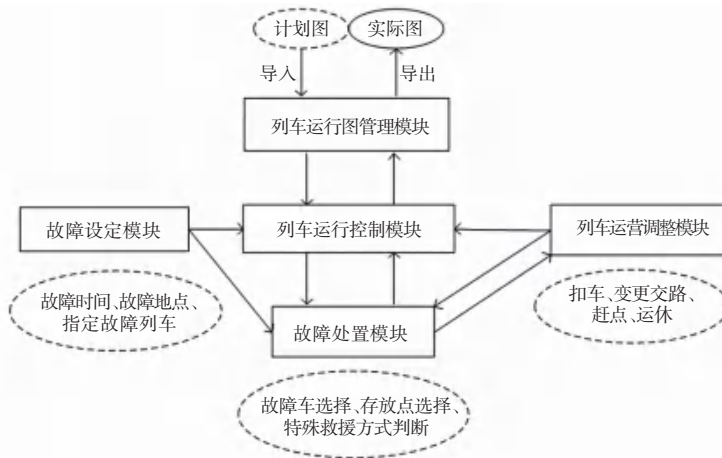 计划图
实际图
导入
导出
列车运行图管理模块
故障设定模块
列车运行控制模块
列车运营调整模块
故障时间、故障地点、
指定故障列车
扣车、变更交路、
赶点、运休
故障处置模块
故障车选择、存放点选择、
特殊救援方式判断